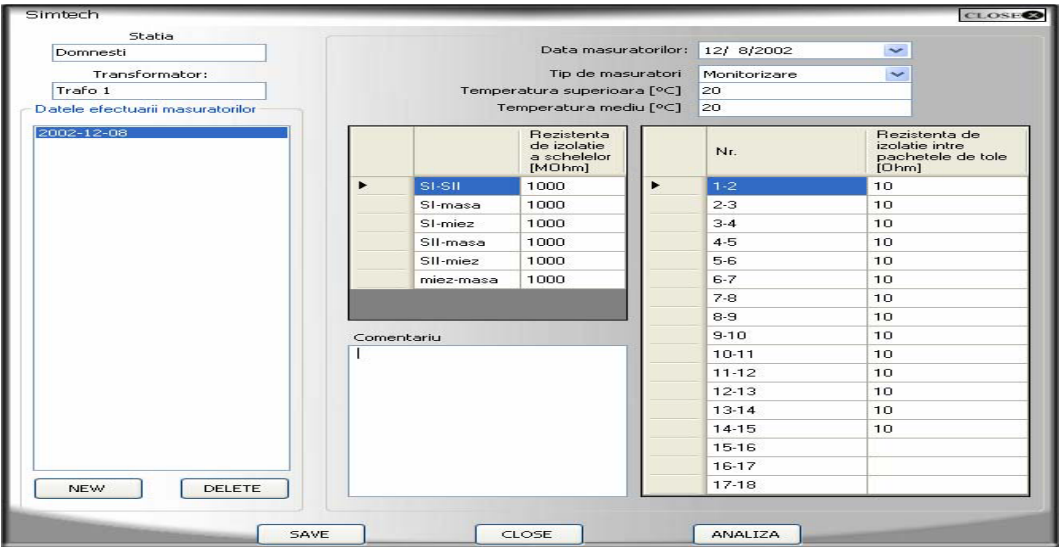 Simtech
CLOSE
Statia
Domnesti
Transformator:
Trafo 1
Datele efectuarii masuratorilor
2002-12-08
NEW
DELETE
Data masuratorilor:
12/ 8/2002
Tip de masuratori
Monitorizare
Temperatura superioara [ºC]
20
Temperatura mediu [ºC]
20
Rezistenta
de izolatie
a schelelor
[MOhm]
SI-SII 1000
SI-masa 1000
SI-miez 1000
SII-masa 1000
SII-miez 1000
miez-masa 1000
Comentariu
Nr.
Rezistenta de
izolatie intre
pachetele de tole
[Ohm]
1-2 10
2-3 10
3-4 10
4-5 10
5-6 10
6-7 10
7-8 10
8-9 10
9-10 10
10-11 10
11-12 10
12-13 10
13-14 10
14-15 10
15-16
16-17
17-18
SAVE
CLOSE
ANALIZA